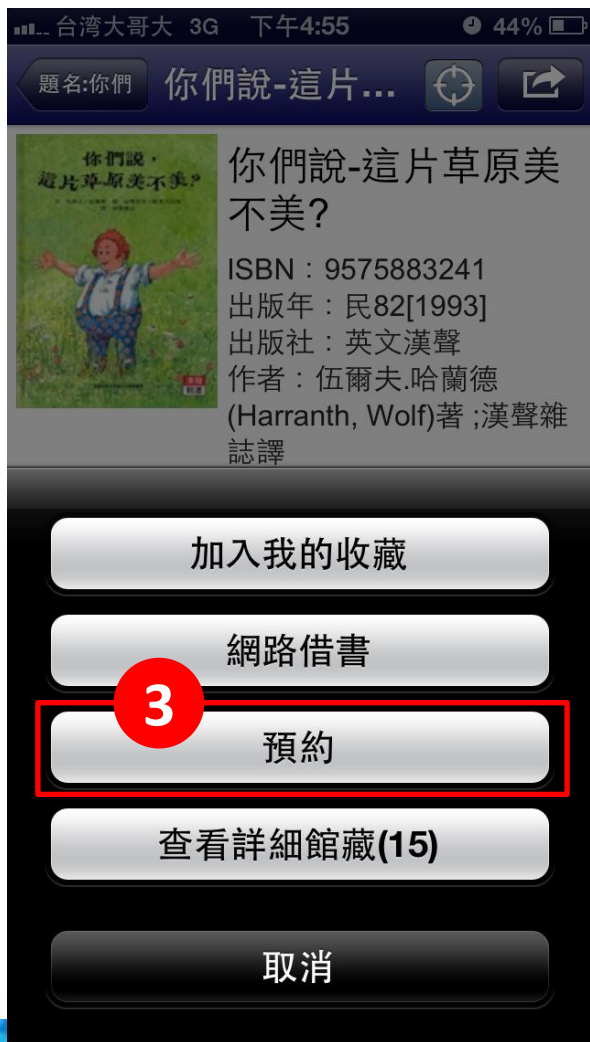 台湾大哥大 3G 下午4:55 44%
題名:你們 你們說-這片...
你們說，
這片草原美不美?
你們說-這片草原美
不美?
ISBN：9575883241
出版年：民82[1993]
出版社：英文漢聲
作者：伍爾夫.哈蘭德
(Harranth, Wolf)著 ;漢聲雜
誌譯
加入我的收藏
網路借書
3
預約
查看詳細館藏(15)
取消